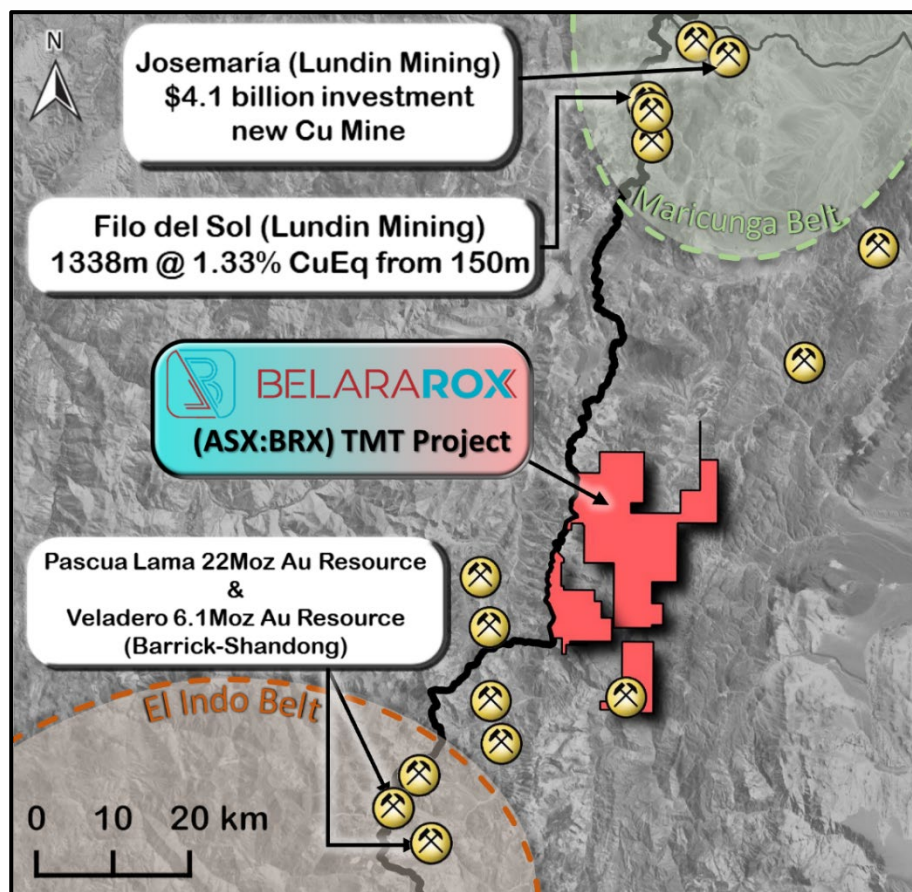 N
Josemaría (Lundin Mining)
$4.1 billion investment
new Cu Mine
Maricunga Belt
Filo del Sol (Lundin Mining)
1338m @ 1.33% CuEq from 150m
BELARAROX
(ASX:BRX) TMT Project
Pascua Lama 22Moz Au Resource
&
Veladero 6.1Moz Au Resource
(Barrick-Shandong)
El Indo Belt
0 10 20 km